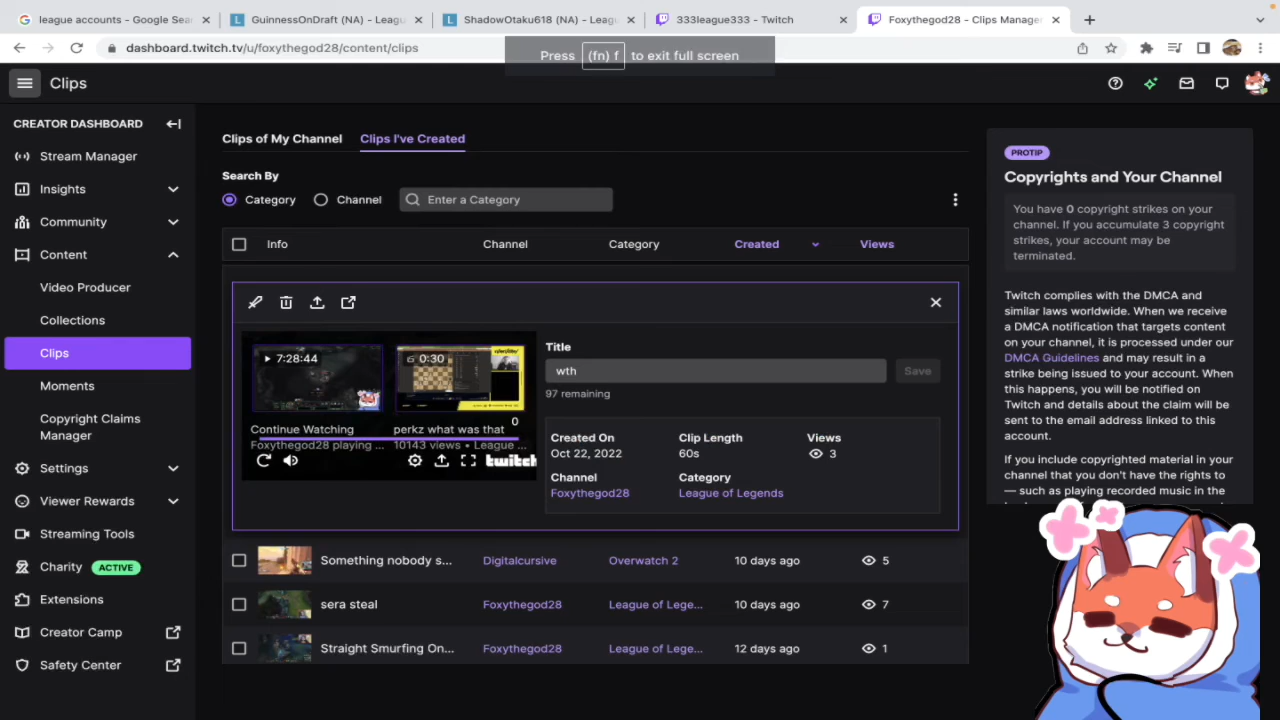 league accounts - Google Sea
GuinnessOnDraft (NA) - Leagu
ShadowOtaku618 (NA) - Leagu
333league333 - Twitch
Foxythegod28 - Clips Manager
dashboard.twitch.tv/u/foxythegod28/content/clips
Press (fn) f to exit full screen
Clips
CREATOR DASHBOARD
Stream Manager
Insights
Community
Content
Video Producer
Collections
Clips
Moments
Copyright Claims
Manager
Settings
Viewer Rewards
Streaming Tools
Charity ACTIVE
Extensions
Creator Camp
Safety Center
Clips of My Channel Clips I've Created
Search By
Category Channel Enter a Category
Info Channel Category Created Views
7:28:44 0:30
Continue Watching perkz what was that
Foxythegod28 playing ... 10143 views • League ...
0
twitch
Title
wth Save
97 remaining
Created On Clip Length Views
Oct 22, 2022 60s 3
Channel Category
Foxythegod28 League of Legends
Something nobody s... Digitalcursive Overwatch 2 10 days ago 5
sera steal Foxythegod28 League of Lege... 10 days ago 7
Straight Smurfing On... Foxythegod28 League of Lege... 12 days ago 1
PROTIP
Copyrights and Your Channel
You have 0 copyright strikes on your
channel. If you accumulate 3 copyright
strikes, your account may be
terminated.
Twitch complies with the DMCA and
similar laws worldwide. When we receive
a DMCA notification that targets content
on your channel, it is processed under our
DMCA Guidelines and may result in a
strike being issued to your account. When
this happens, you will be notified on
Twitch and details about the claim will be
sent to the email address linked to this
account.
If you include copyrighted material in your
channel that you don't have the rights to
— such as playing recorded music in the